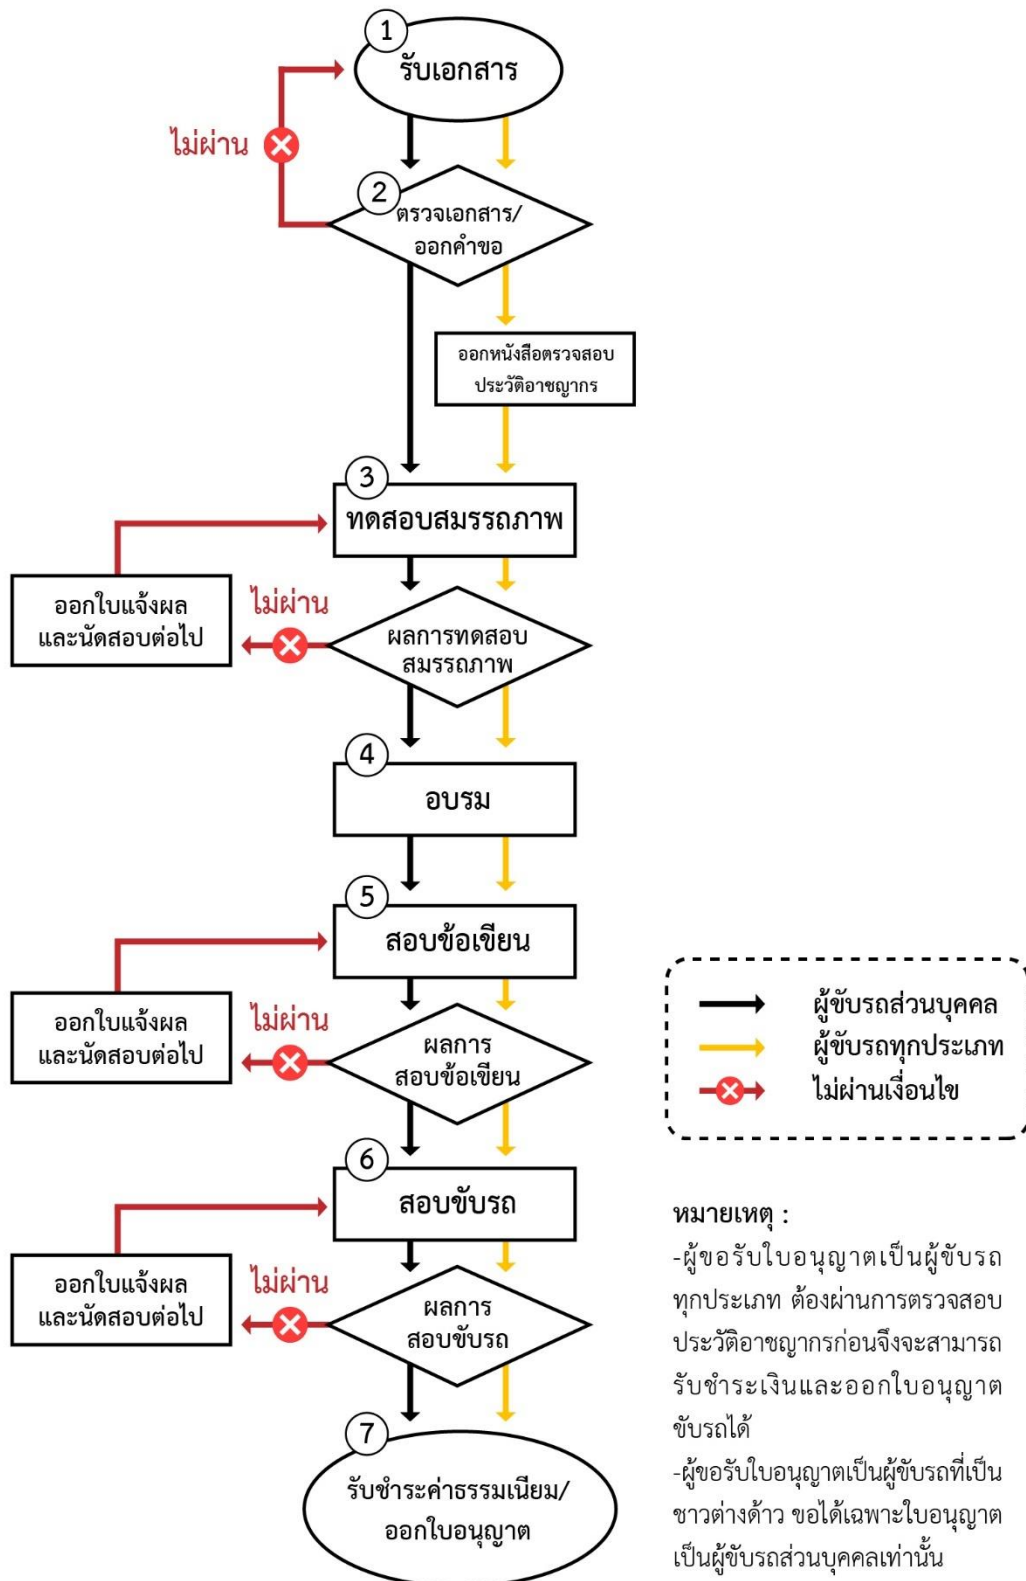 1
รับเอกสาร
ไม่ผ่าน
2
ตรวจเอกสาร/
ออกคำขอ
ออกหนังสือตรวจสอบ
ประวัติอาชญากร
3
ทดสอบสมรรถภาพ
ออกใบแจ้งผล
และนัดสอบต่อไป
ไม่ผ่าน
ผลการทดสอบ
สมรรถภาพ
4
อบรม
5
สอบข้อเขียน
ออกใบแจ้งผล
และนัดสอบต่อไป
ไม่ผ่าน
ผลการ
สอบข้อเขียน
6
สอบขับรถ
ออกใบแจ้งผล
และนัดสอบต่อไป
ไม่ผ่าน
ผลการ
สอบขับรถ
7
รับชำระค่าธรรมเนียม/
ออกใบอนุญาต
ผู้ขับรถส่วนบุคคล
ผู้ขับรถทุกประเภท
ไม่ผ่านเงื่อนไข
หมายเหตุ :
-ผู้ขอรับใบอนุญาตเป็นผู้ขับรถ
ทุกประเภท ต้องผ่านการตรวจสอบ
ประวัติอาชญากรก่อนจึงจะสามารถ
รับชำระเงินและออกใบอนุญาต
ขับรถได้
-ผู้ขอรับใบอนุญาตเป็นผู้ขับรถที่เป็น
ชาวต่างด้าว ขอได้เฉพาะใบอนุญาต
เป็นผู้ขับรถส่วนบุคคลเท่านั้น